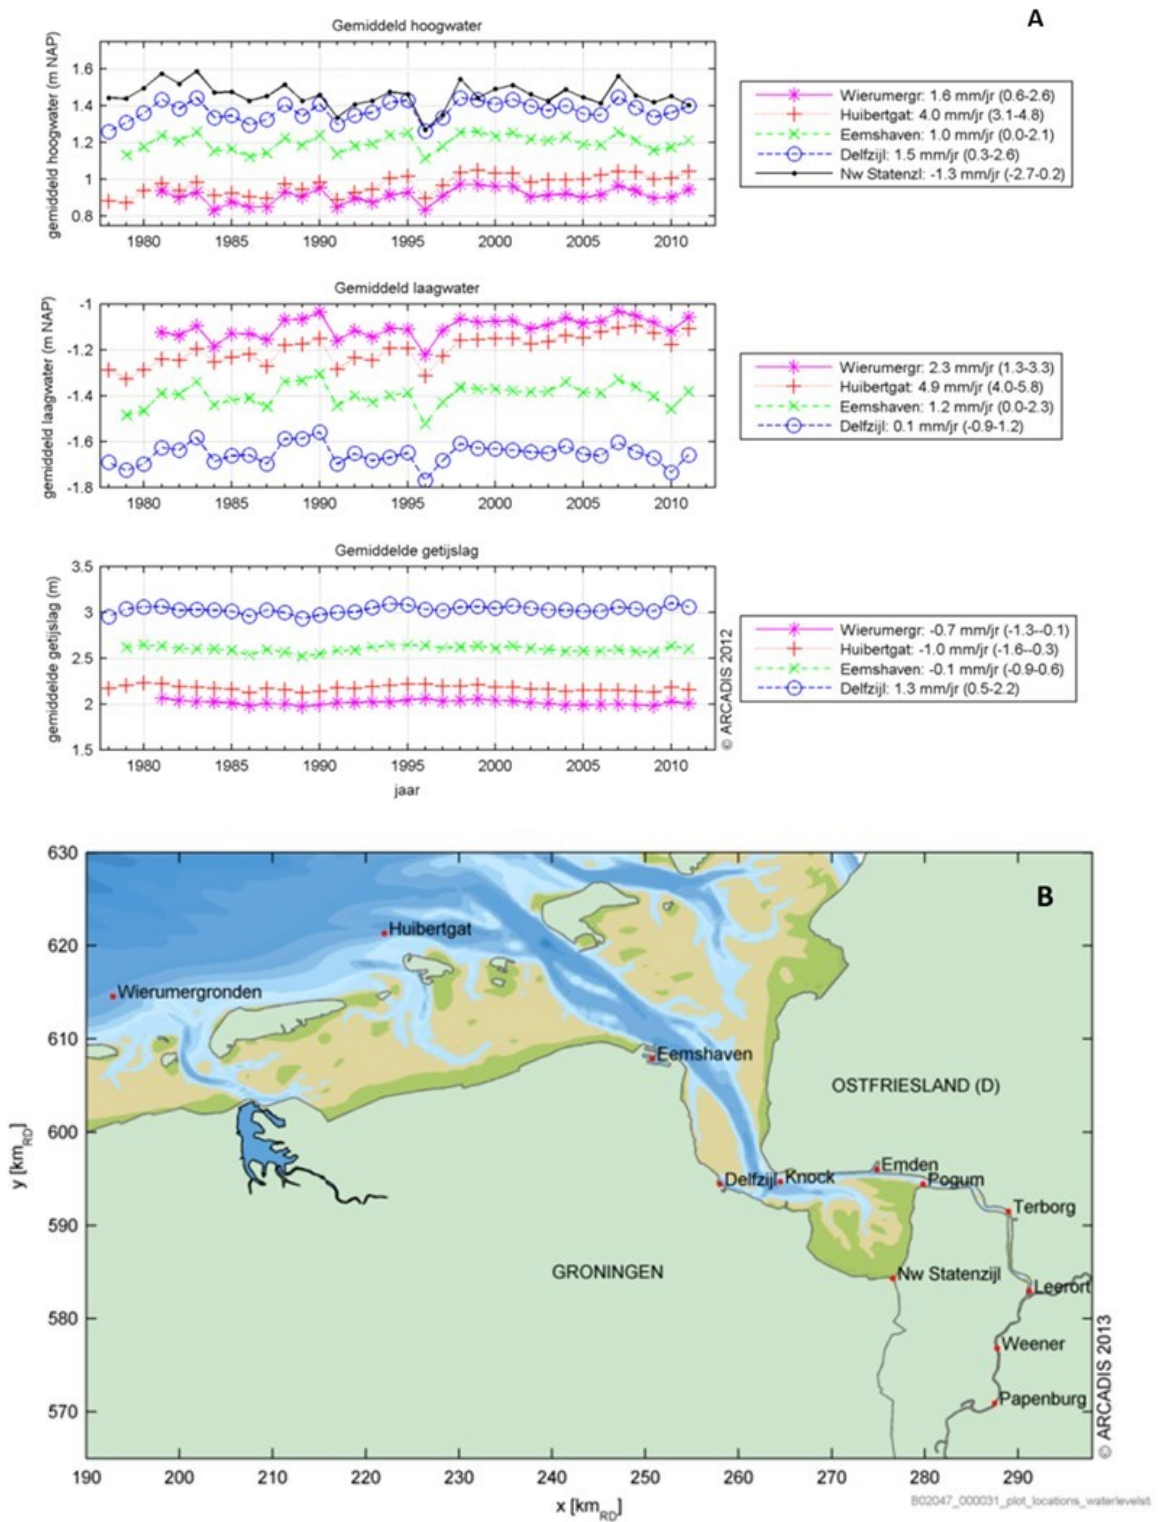 A
Gemiddeld hoogwater
gemiddeld hoogwater (m NAP)
1.6
1.4
1.2
1
0.8
1980 1985 1990 1995 2000 2005 2010
Wierumergr: 1.6 mm/jr (0.6-2.6)
Huibertgat: 4.0 mm/jr (3.1-4.8)
Eemshaven: 1.0 mm/jr (0.0-2.1)
Delfzijl: 1.5 mm/jr (0.3-2.6)
Nw Statenzl: -1.3 mm/jr (-2.7-0.2)
Gemiddeld laagwater
gemiddeld laagwater (m NAP)
-1
-1.2
-1.4
-1.6
-1.8
1980 1985 1990 1995 2000 2005 2010
Wierumergr: 2.3 mm/jr (1.3-3.3)
Huibertgat: 4.9 mm/jr (4.0-5.8)
Eemshaven: 1.2 mm/jr (0.0-2.3)
Delfzijl: 0.1 mm/jr (-0.9-1.2)
Gemiddelde getijslag
gemiddelde getijslag (m)
3.5
3
2.5
2
1.5
1980 1985 1990 1995 2000 2005 2010
jaar
© ARCADIS 2012
Wierumergr: -0.7 mm/jr (-1.3--0.1)
Huibertgat: -1.0 mm/jr (-1.6--0.3)
Eemshaven: -0.1 mm/jr (-0.9-0.6)
Delfzijl: 1.3 mm/jr (0.5-2.2)
B
630
620
610
600
590
580
570
y [kmRD]
Huibertgat
Wierumergronden
Eemshaven
OSTFRIESLAND (D)
Emden
Delfzijl
Knock
Pogum
Terborg
GRONINGEN
Nw Statenzijl
Leerort
Weener
Papenburg
© ARCADIS 2013
190 200 210 220 230 240 250 260 270 280 290
x [kmRD]
B02047_000031_plot_locations_waterlevelsti